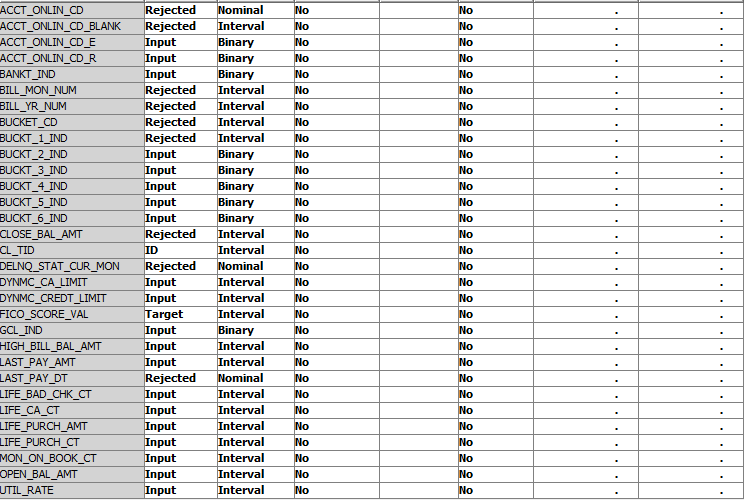 ACCT_ONLIN_CD Rejected Nominal No No . .
ACCT_ONLIN_CD_BLANK Rejected Interval No No . .
ACCT_ONLIN_CD_E Input Binary No No . .
ACCT_ONLIN_CD_R Input Binary No No . .
BANKT_IND Input Binary No No . .
BILL_MON_NUM Rejected Interval No No . .
BILL_YR_NUM Rejected Interval No No . .
BUCKET_CD Rejected Interval No No . .
BUCKT_1_IND Rejected Interval No No . .
BUCKT_2_IND Input Binary No No . .
BUCKT_3_IND Input Binary No No . .
BUCKT_4_IND Input Binary No No . .
BUCKT_5_IND Input Binary No No . .
BUCKT_6_IND Input Binary No No . .
CLOSE_BAL_AMT Rejected Interval No No . .
CL_TID ID Interval No No . .
DELNQ_STAT_CUR_MON Rejected Nominal No No . .
DYNMC_CA_LIMIT Input Interval No No . .
DYNMC_CREDT_LIMIT Input Interval No No . .
FICO_SCORE_VAL Target Interval No No . .
GCL_IND Input Binary No No . .
HIGH_BILL_BAL_AMT Input Interval No No . .
LAST_PAY_AMT Input Interval No No . .
LAST_PAY_DT Rejected Nominal No No . .
LIFE_BAD_CHK_CT Input Interval No No . .
LIFE_CA_CT Input Interval No No . .
LIFE_PURCH_AMT Input Interval No No . .
LIFE_PURCH_CT Input Interval No No . .
MON_ON_BOOK_CT Input Interval No No . .
OPEN_BAL_AMT Input Interval No No . .
UTIL_RATE Input Interval No No . .